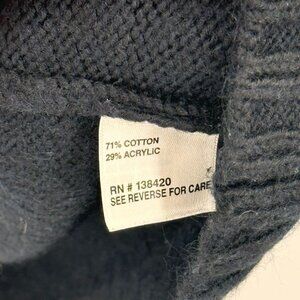 71% COTTON
29% ACRYLIC
RN # 138420
SEE REVERSE FOR CARE